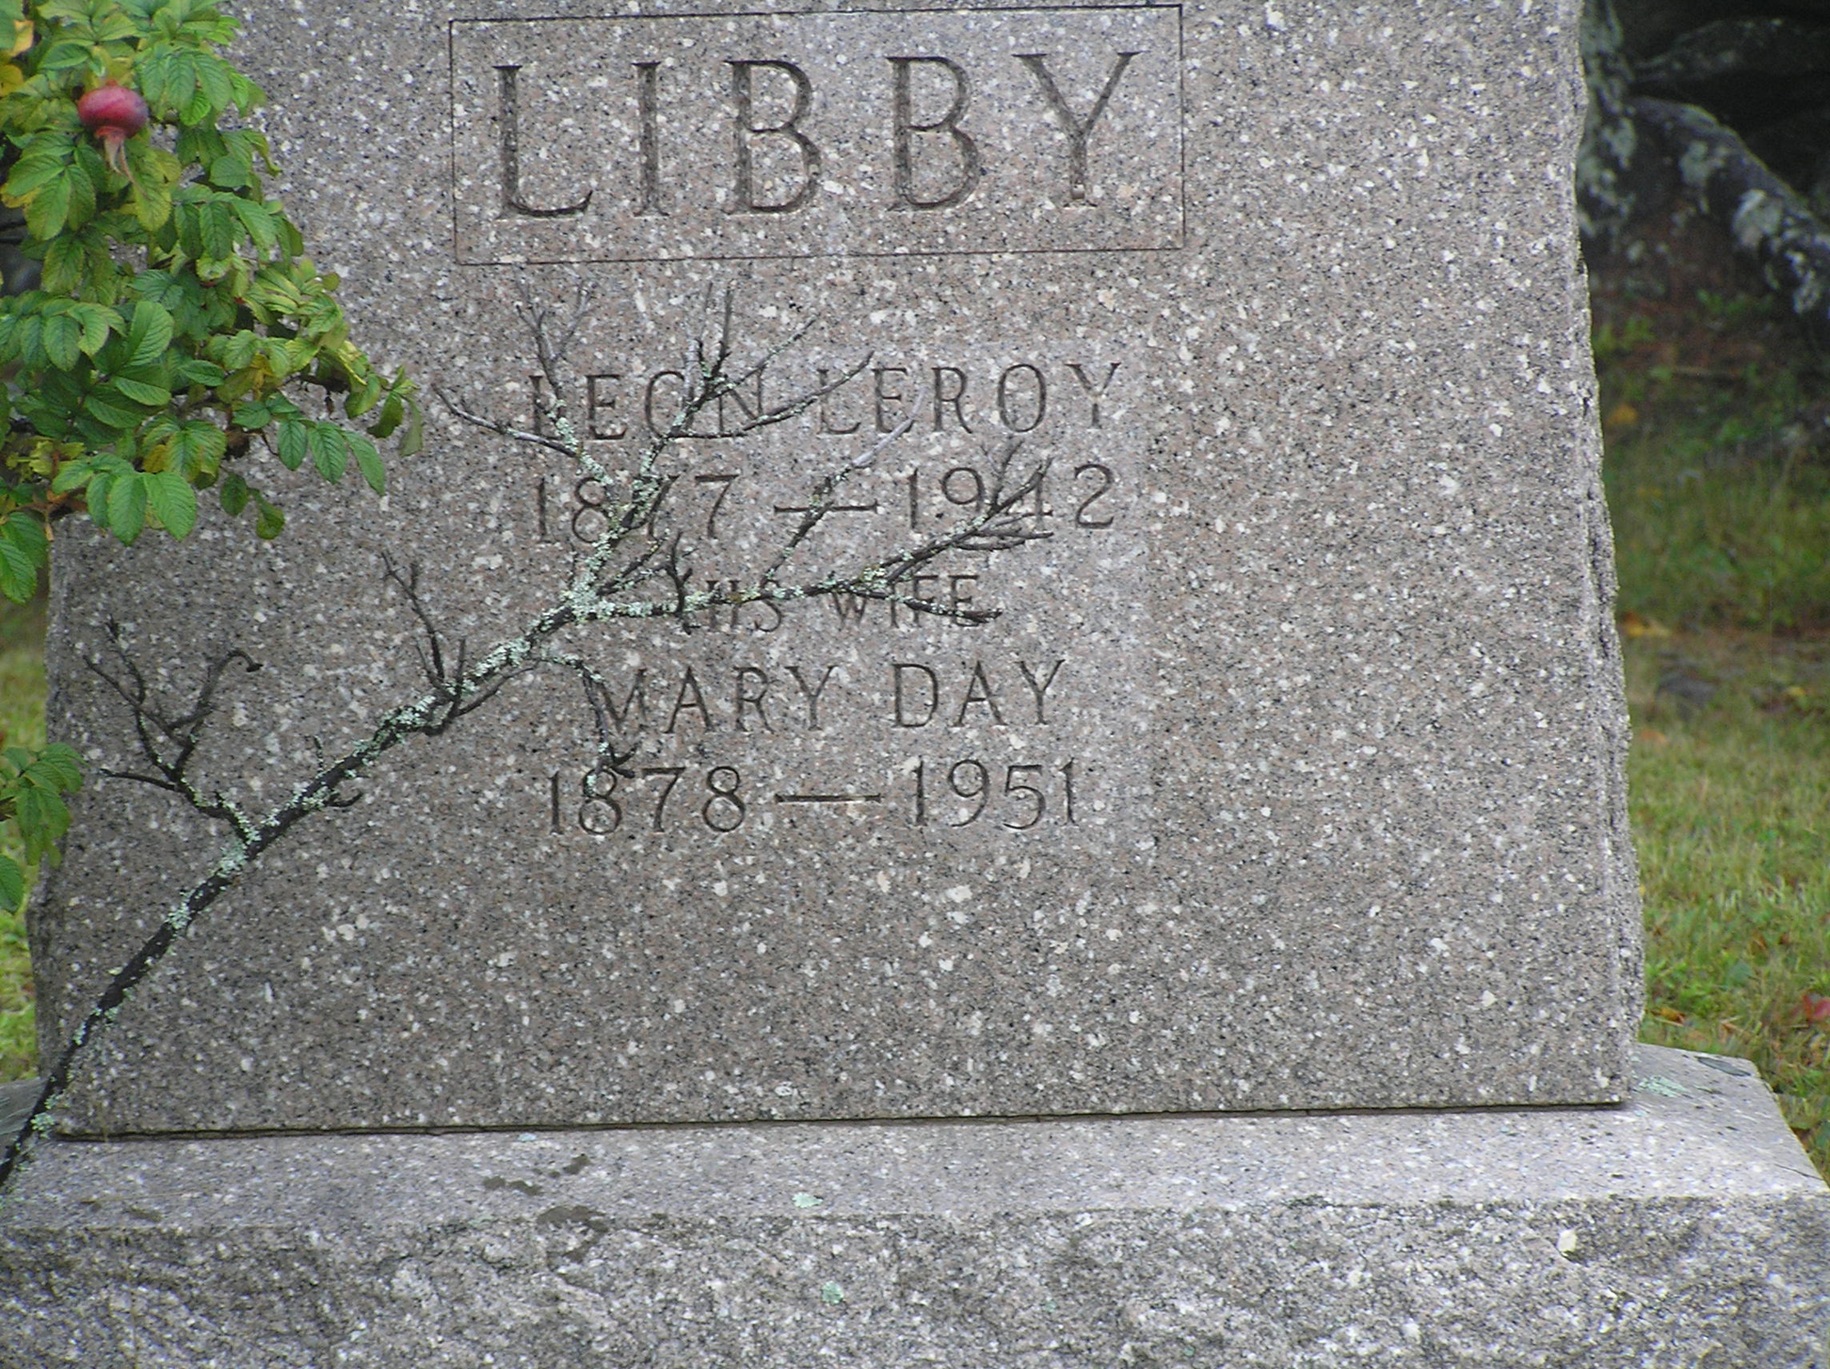 LIBBY
LEON LEROY
1877 — 1942
HIS WIFE
MARY DAY
1878 — 1951